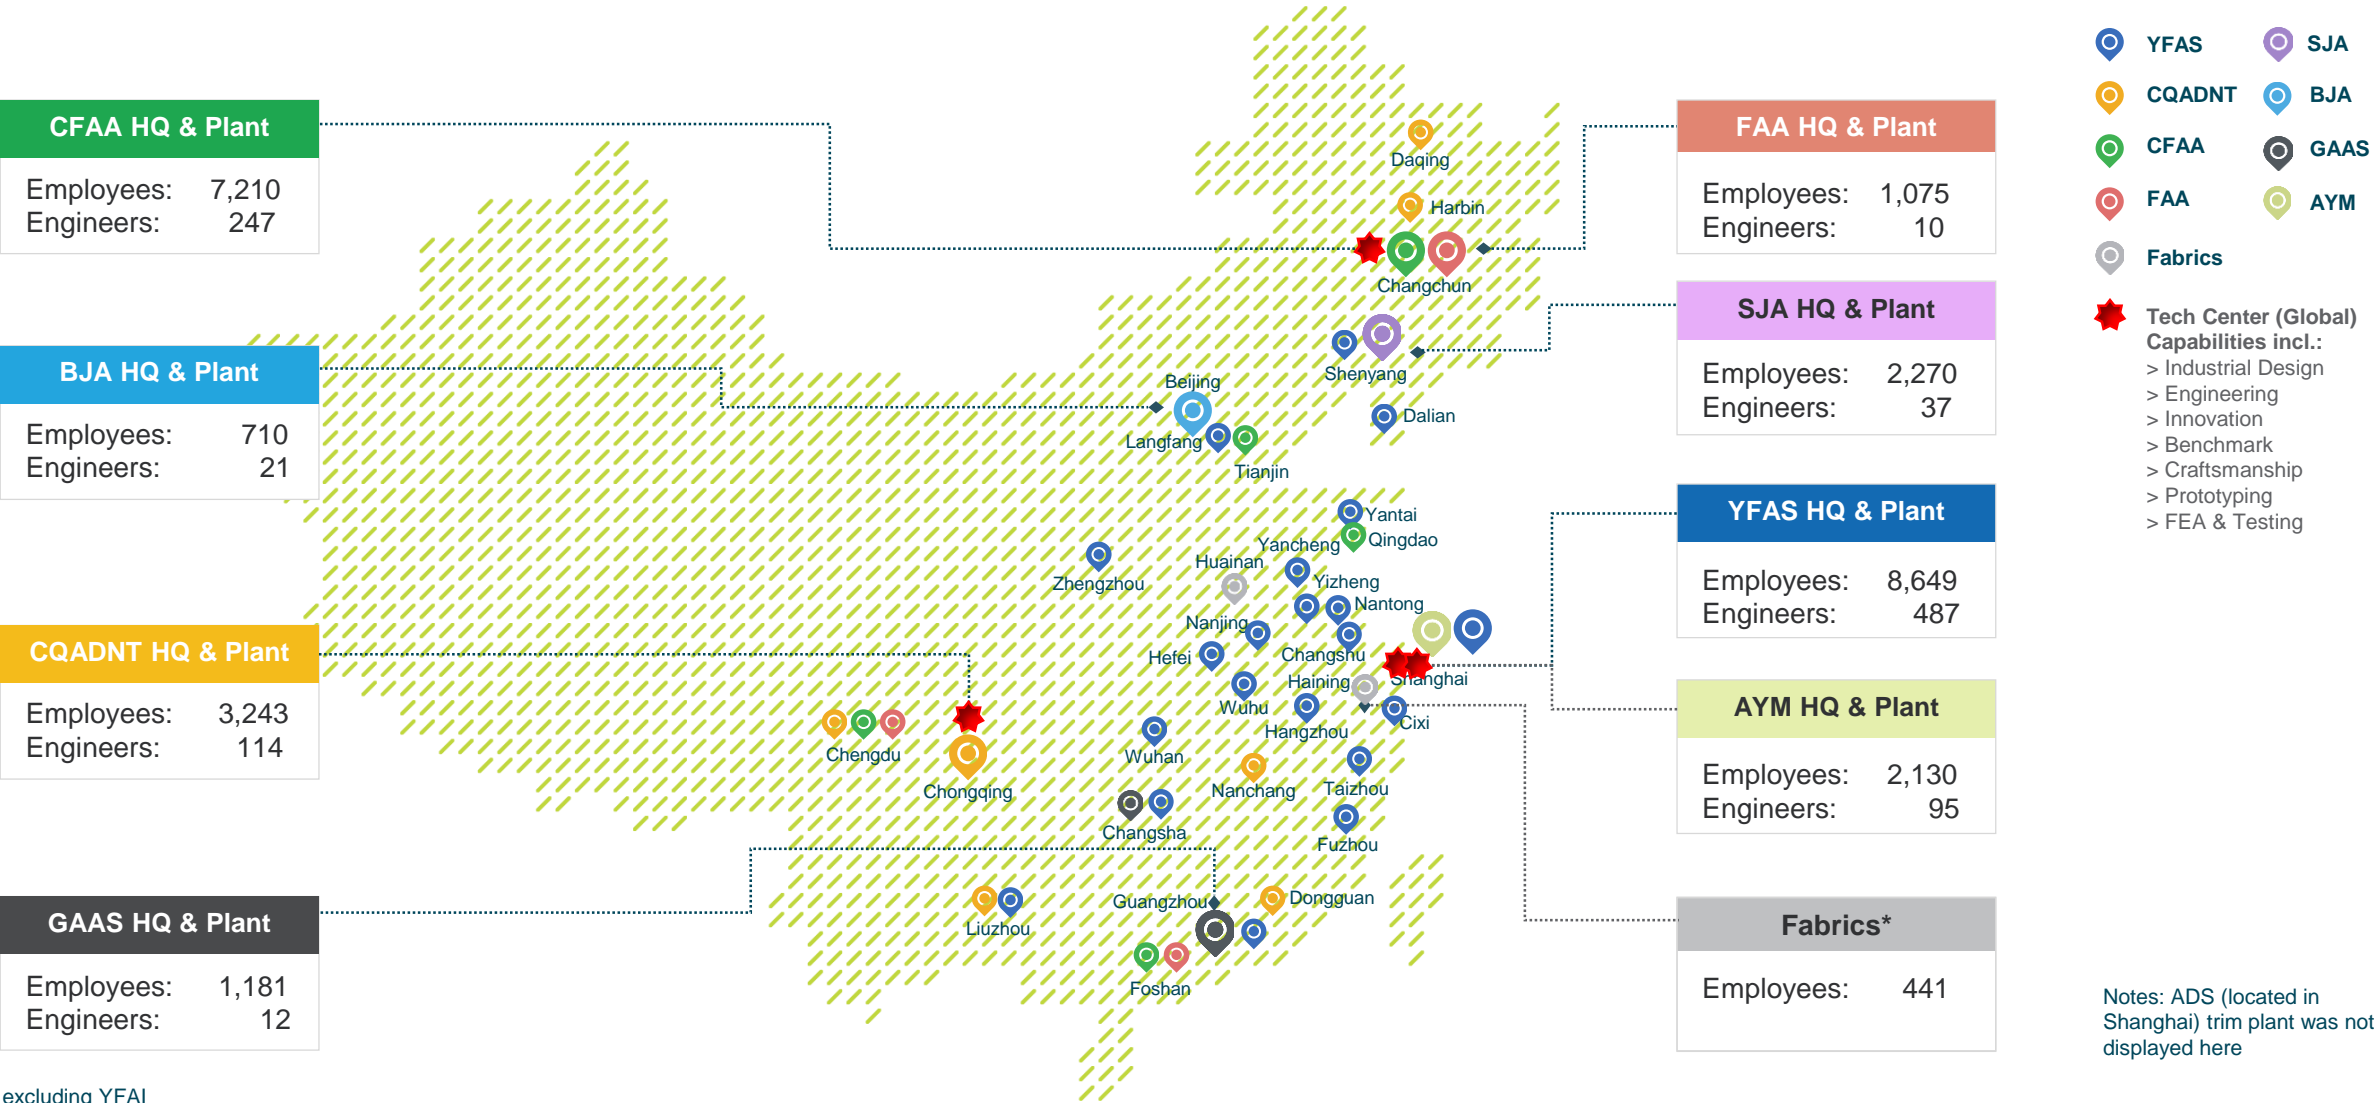 CFAA HQ & Plant
Employees: 7,210
Engineers: 247
BJA HQ & Plant
Employees: 710
Engineers: 21
CQADNT HQ & Plant
Employees: 3,243
Engineers: 114
GAAS HQ & Plant
Employees: 1,181
Engineers: 12
excluding YFAI
Daqing
Harbin
Changchun
Shenyang
Beijing
Dalian
Langfang
Tianjin
Yantai
Qingdao
Yancheng
Huainan
Zhengzhou
Yizheng
Nantong
Nanjing
Changshu
Hefei
Haining
Shanghai
Wuhu
Hangzhou
Cixi
Chengdu
Wuhan
Chongqing
Nanchang
Taizhou
Changsha
Fuzhou
Guangzhou
Dongguan
Liuzhou
Foshan
FAA HQ & Plant
Employees: 1,075
Engineers: 10
SJA HQ & Plant
Employees: 2,270
Engineers: 37
YFAS HQ & Plant
Employees: 8,649
Engineers: 487
AYM HQ & Plant
Employees: 2,130
Engineers: 95
Fabrics*
Employees: 441
YFAS SJA
CQADNT BJA
CFAA GAAS
FAA AYM
Fabrics
Tech Center (Global)
Capabilities incl.:
> Industrial Design
> Engineering
> Innovation
> Benchmark
> Craftsmanship
> Prototyping
> FEA & Testing
Notes: ADS (located in
Shanghai) trim plant was not
displayed here